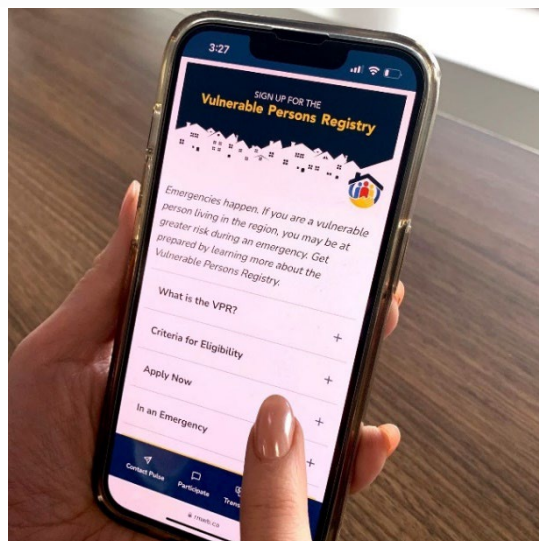 3:27
SIGN UP FOR THE
Vulnerable Persons Registry
Emergencies happen. If you are a vulnerable
person living in the region, you may be at
greater risk during an emergency. Get
prepared by learning more about the
Vulnerable Persons Registry.
What is the VPR?
+
Criteria for Eligibility
+
Apply Now
+
In an Emergency
+
Contact Pulse
Participate